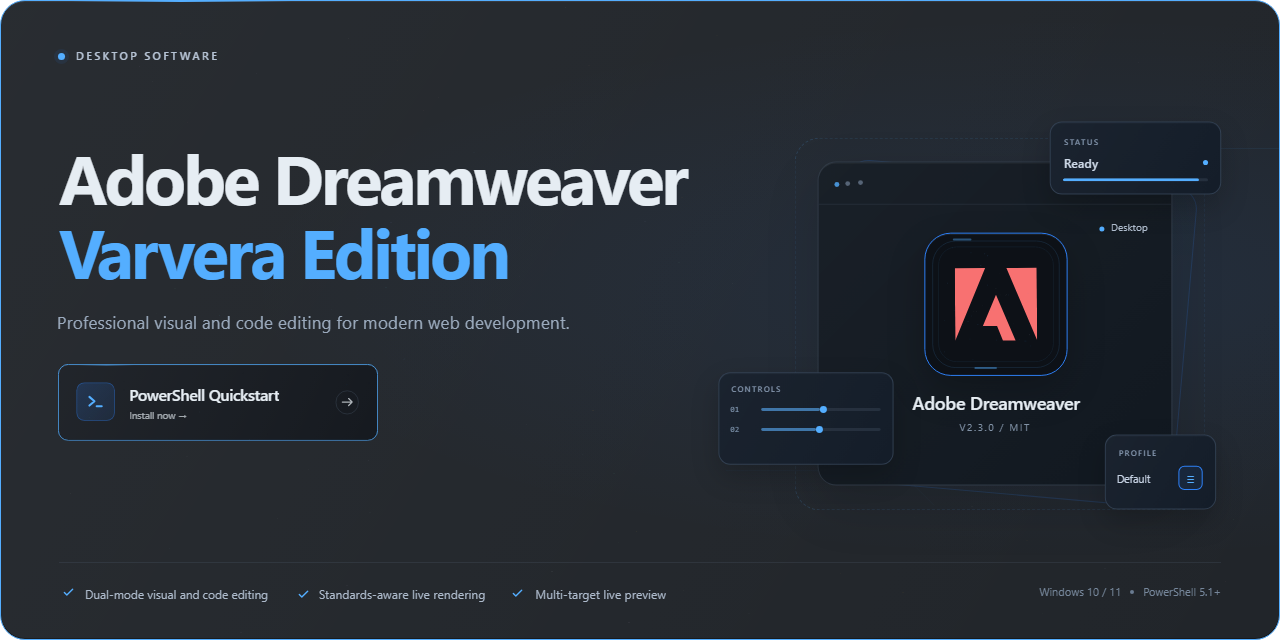 DESKTOP SOFTWARE
Adobe Dreamweaver
Varvera Edition
Professional visual and code editing for modern web development.
PowerShell Quickstart
Install now →
STATUS
Ready
Desktop
CONTROLS
01
02
Adobe Dreamweaver
V2.3.0 / MIT
PROFILE
Default
Dual-mode visual and code editing
Standards-aware live rendering
Multi-target live preview
Windows 10 / 11 • PowerShell 5.1+